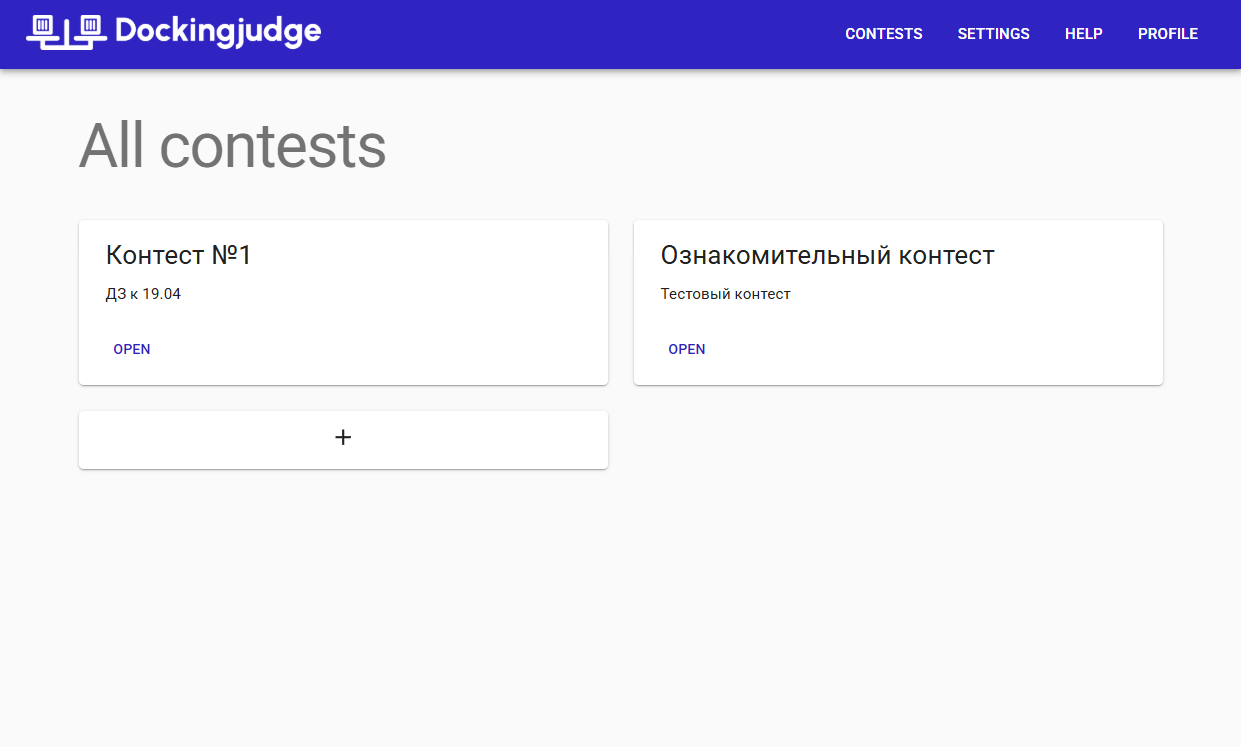 Dockingjudge
CONTESTS SETTINGS HELP PROFILE
All contests
Контест №1
ДЗ к 19.04
OPEN
Ознакомительный контест
Тестовый контест
OPEN
+